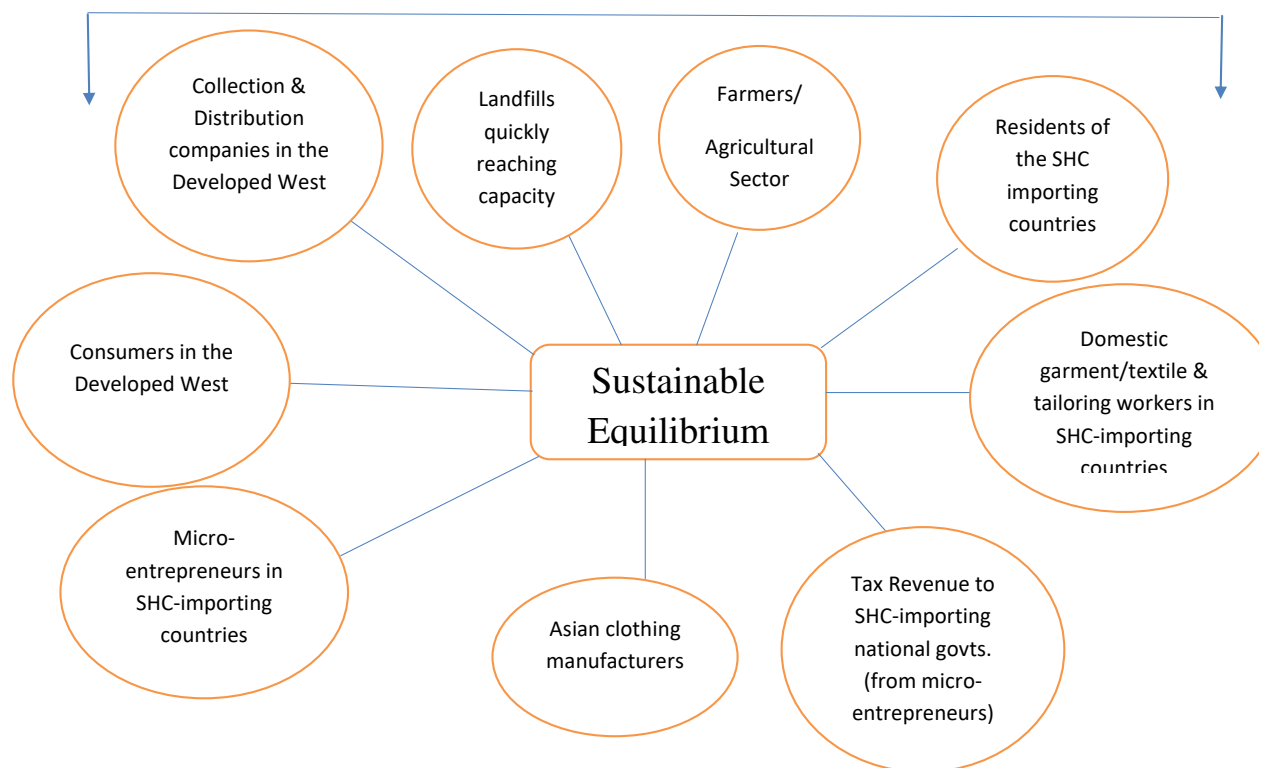 Collection &
Distribution
companies in the
Developed West
Landfills
quickly
reaching
capacity
Farmers/
Agricultural
Sector
Residents of
the SHC
importing
countries
Consumers in the
Developed West
Sustainable
Equilibrium
Domestic
garment/textile &
tailoring workers in
SHC-importing
countries
Micro-
entrepreneurs in
SHC-importing
countries
Asian clothing
manufacturers
Tax Revenue to
SHC-importing
national govts.
(from micro-
entrepreneurs)